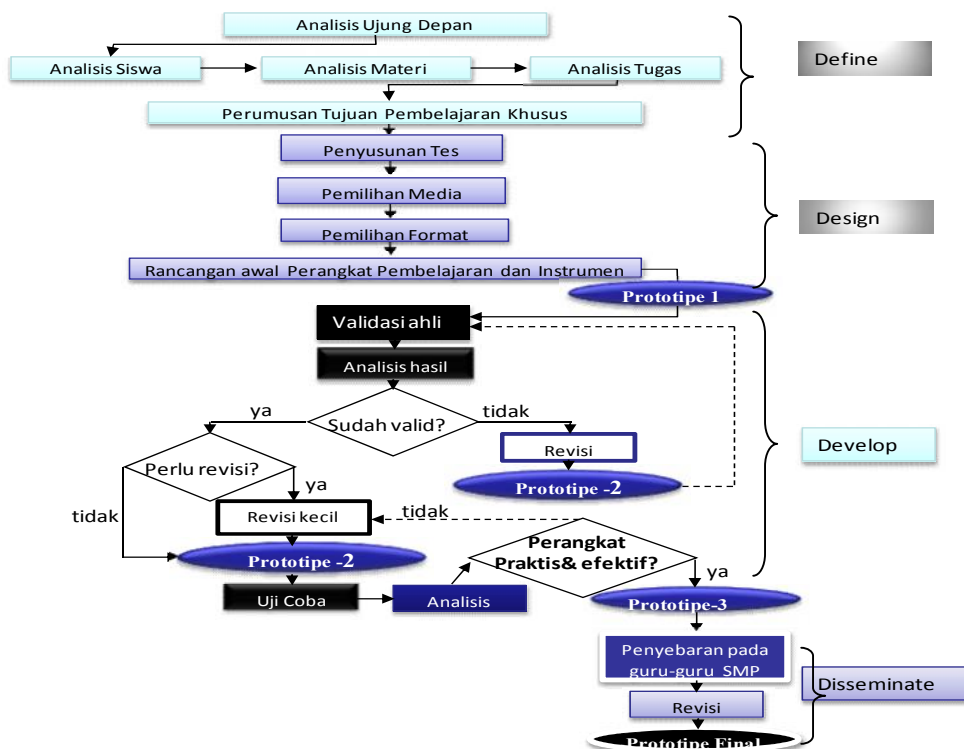 Analisis Ujung Depan
Define
Analisis Siswa
Analisis Materi
Analisis Tugas
Perumusan Tujuan Pembelajaran Khusus
Penyusunan Tes
Pemilihan Media
Design
Pemilihan Format
Rancangan awal Perangkat Pembelajaran dan Instrumen
Prototipe 1
Validasi ahli
Analisis hasil
ya
Sudah valid?
tidak
Revisi
Develop
Perlu revisi?
ya
Prototipe -2
tidak
Revisi kecil
tidak
Perangkat
Praktis& efektif?
Prototipe -2
ya
Uji Coba
Analisis
Prototipe-3
Penyebaran pada
guru-guru SMP
Disseminate
Revisi
Prototipe Final